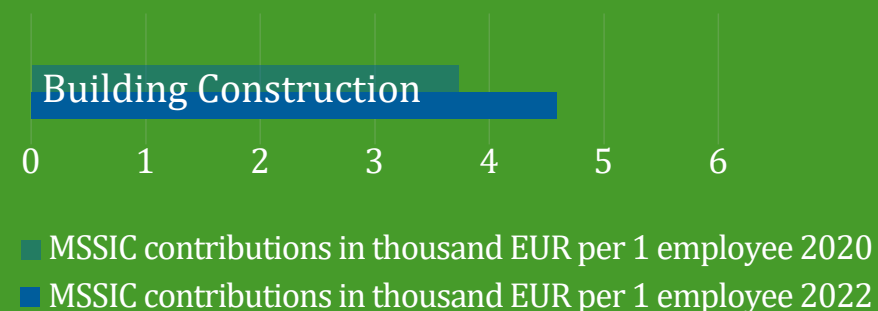 Building Construction
0 1 2 3 4 5 6
MSSIC contributions in thousand EUR per 1 employee 2020
MSSIC contributions in thousand EUR per 1 employee 2022